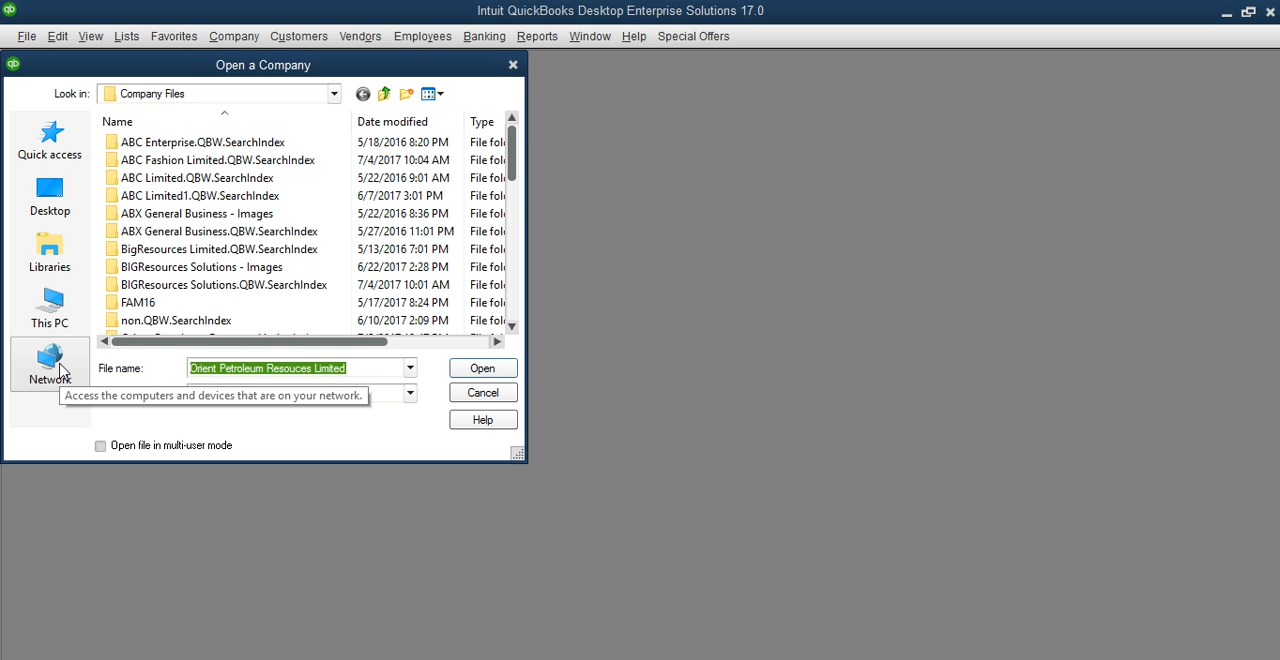 qb
Intuit QuickBooks Desktop Enterprise Solutions 17.0
File Edit View Lists Favorites Company Customers Vendors Employees Banking Reports Window Help Special Offers
qb
Open a Company
Look in: Company Files
Quick access
Desktop
Libraries
This PC
Network
Name Date modified Type
ABC Enterprise.QBW.SearchIndex 5/18/2016 8:20 PM File fol
ABC Fashion Limited.QBW.SearchIndex 7/4/2017 10:04 AM File fol
ABC Limited.QBW.SearchIndex 5/22/2016 9:01 AM File fol
ABC Limited1.QBW.SearchIndex 6/7/2017 3:01 PM File fol
ABX General Business - Images 5/22/2016 8:36 PM File fol
ABX General Business.QBW.SearchIndex 5/27/2016 11:01 PM File fol
BigResources Limited.QBW.SearchIndex 5/13/2016 7:01 PM File fol
BIGResources Solutions - Images 6/22/2017 2:28 PM File fol
BIGResources Solutions.QBW.SearchIndex 7/4/2017 10:01 AM File fol
FAM16 5/17/2017 8:24 PM File fol
non.QBW.SearchIndex 6/10/2017 2:09 PM File fol
File name: Orient Petroleum Resouces Limited Open
Access the computers and devices that are on your network.
Cancel
Help
Open file in multi-user mode